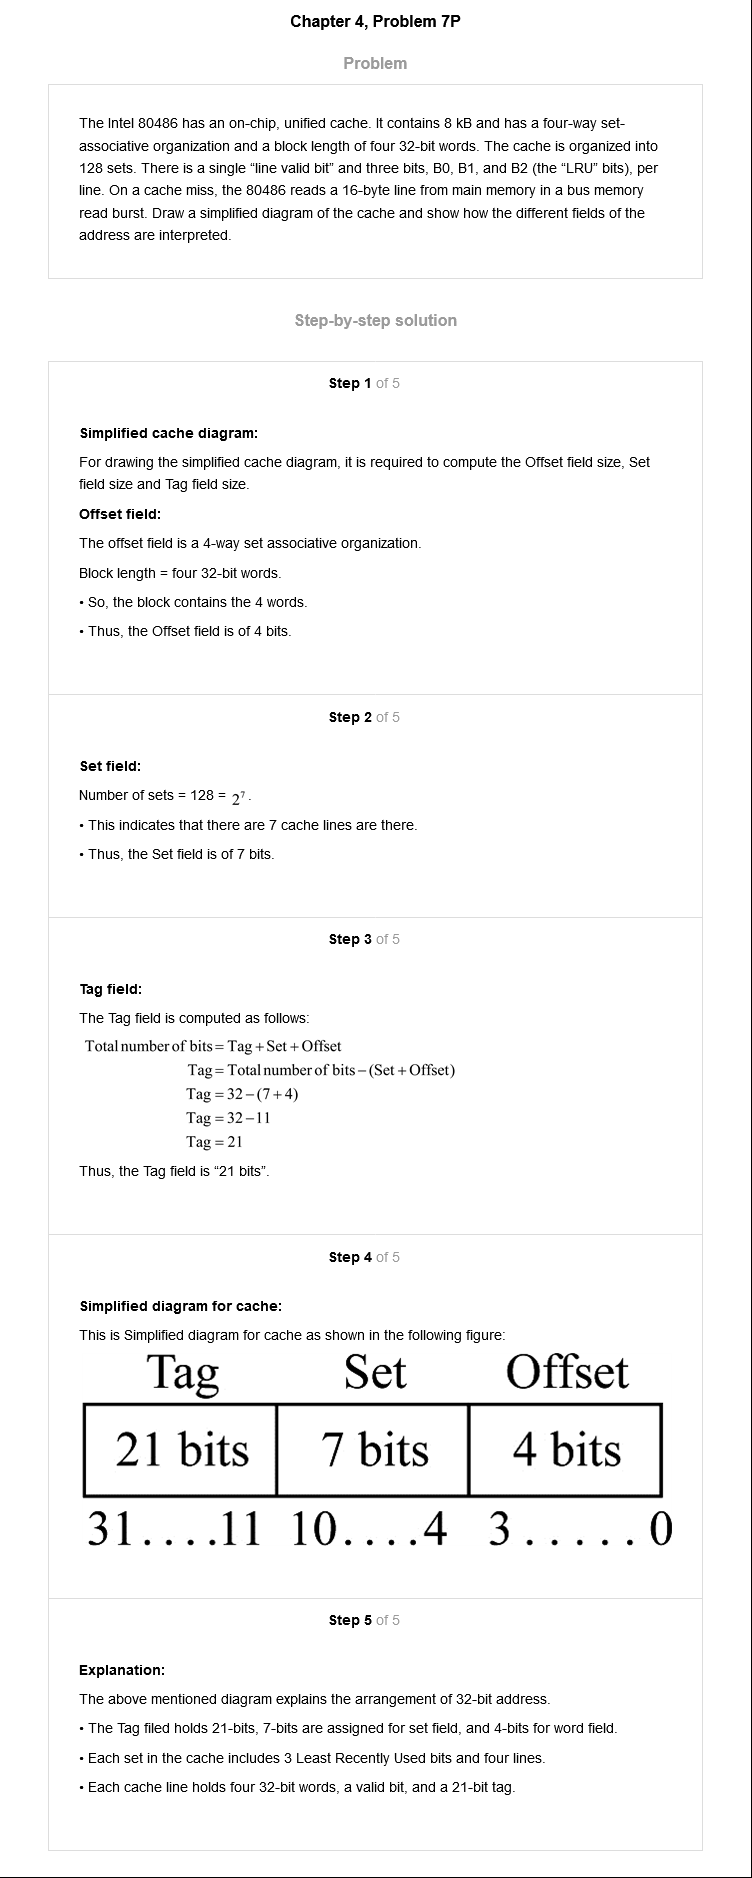 Chapter 4, Problem 7P
Problem
The Intel 80486 has an on-chip, unified cache. It contains 8 kB and has a four-way set-
associative organization and a block length of four 32-bit words. The cache is organized into
128 sets. There is a single “line valid bit” and three bits, B0, B1, and B2 (the “LRU” bits), per
line. On a cache miss, the 80486 reads a 16-byte line from main memory in a bus memory
read burst. Draw a simplified diagram of the cache and show how the different fields of the
address are interpreted.
Step-by-step solution
Step 1 of 5
Simplified cache diagram:
For drawing the simplified cache diagram, it is required to compute the Offset field size, Set
field size and Tag field size.
Offset field:
The offset field is a 4-way set associative organization.
Block length = four 32-bit words.
• So, the block contains the 4 words.
• Thus, the Offset field is of 4 bits.
Step 2 of 5
Set field:
Number of sets = 128 = 2⁷.
• This indicates that there are 7 cache lines are there.
• Thus, the Set field is of 7 bits.
Step 3 of 5
Tag field:
The Tag field is computed as follows:
Total number of bits = Tag + Set + Offset
Tag = Total number of bits − (Set + Offset)
Tag = 32 − (7 + 4)
Tag = 32 − 11
Tag = 21
Thus, the Tag field is “21 bits”.
Step 4 of 5
Simplified diagram for cache:
This is Simplified diagram for cache as shown in the following figure:
Tag Set Offset
21 bits 7 bits 4 bits
31....11 10....4 3.....0
Step 5 of 5
Explanation:
The above mentioned diagram explains the arrangement of 32-bit address.
• The Tag filed holds 21-bits, 7-bits are assigned for set field, and 4-bits for word field.
• Each set in the cache includes 3 Least Recently Used bits and four lines.
• Each cache line holds four 32-bit words, a valid bit, and a 21-bit tag.